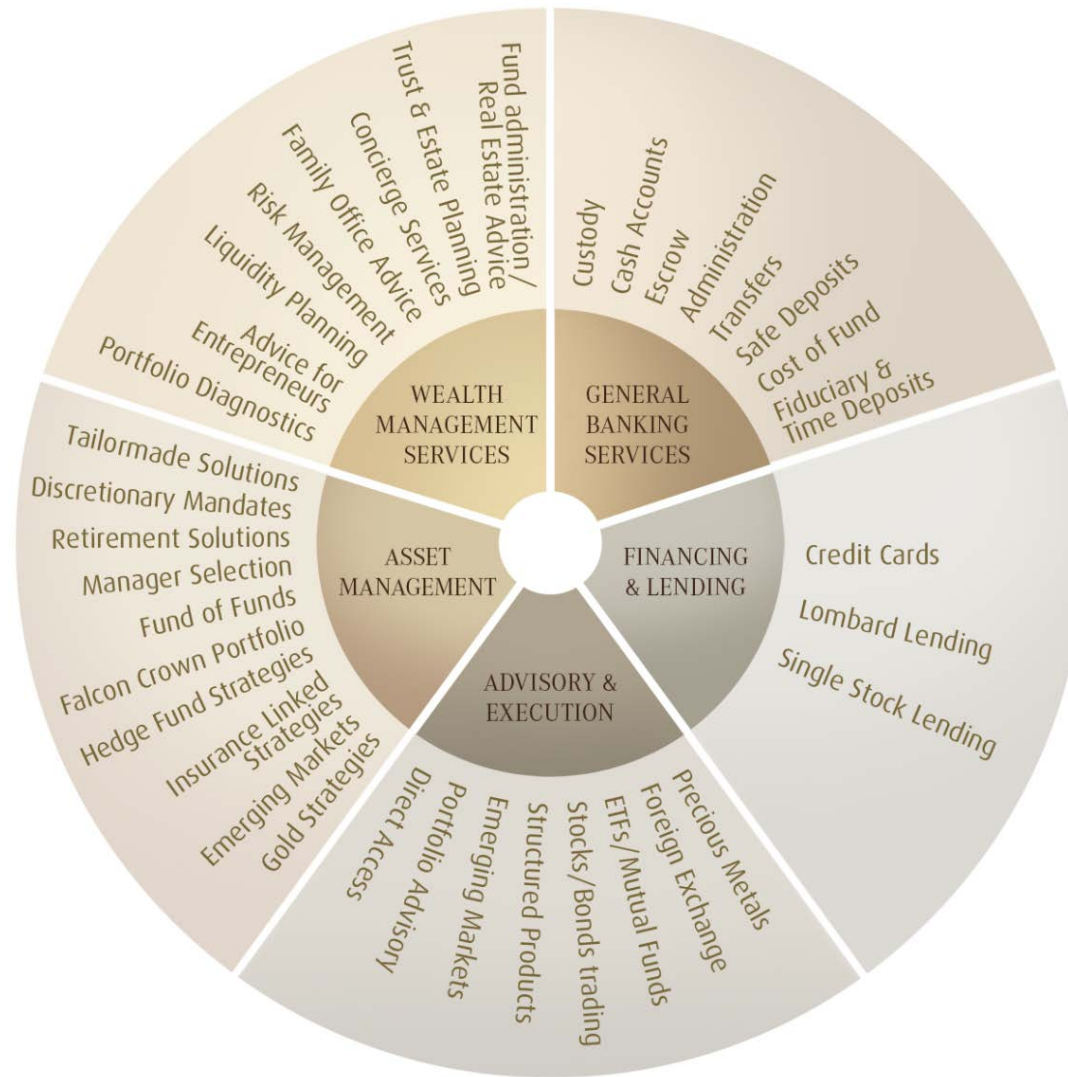 WEALTH
MANAGEMENT
SERVICES
Portfolio Diagnostics
Advice for
Entrepreneurs
Liquidity Planning
Risk Management
Family Office Advice
Concierge Services
Trust & Estate Planning
Fund administration/
Real Estate Advice
GENERAL
BANKING
SERVICES
Custody
Cash Accounts
Escrow
Administration
Transfers
Safe Deposits
Cost of Fund
Fiduciary &
Time Deposits
FINANCING
& LENDING
Credit Cards
Lombard Lending
Single Stock Lending
ADVISORY &
EXECUTION
Precious Metals
Foreign Exchange
ETFs/Mutual Funds
Stocks/Bonds trading
Structured Products
Emerging Markets
Portfolio Advisory
Direct Access
ASSET
MANAGEMENT
Tailormade Solutions
Discretionary Mandates
Retirement Solutions
Manager Selection
Fund of Funds
Falcon Crown Portfolio
Hedge Fund Strategies
Insurance Linked
Strategies
Emerging Markets
Gold Strategies